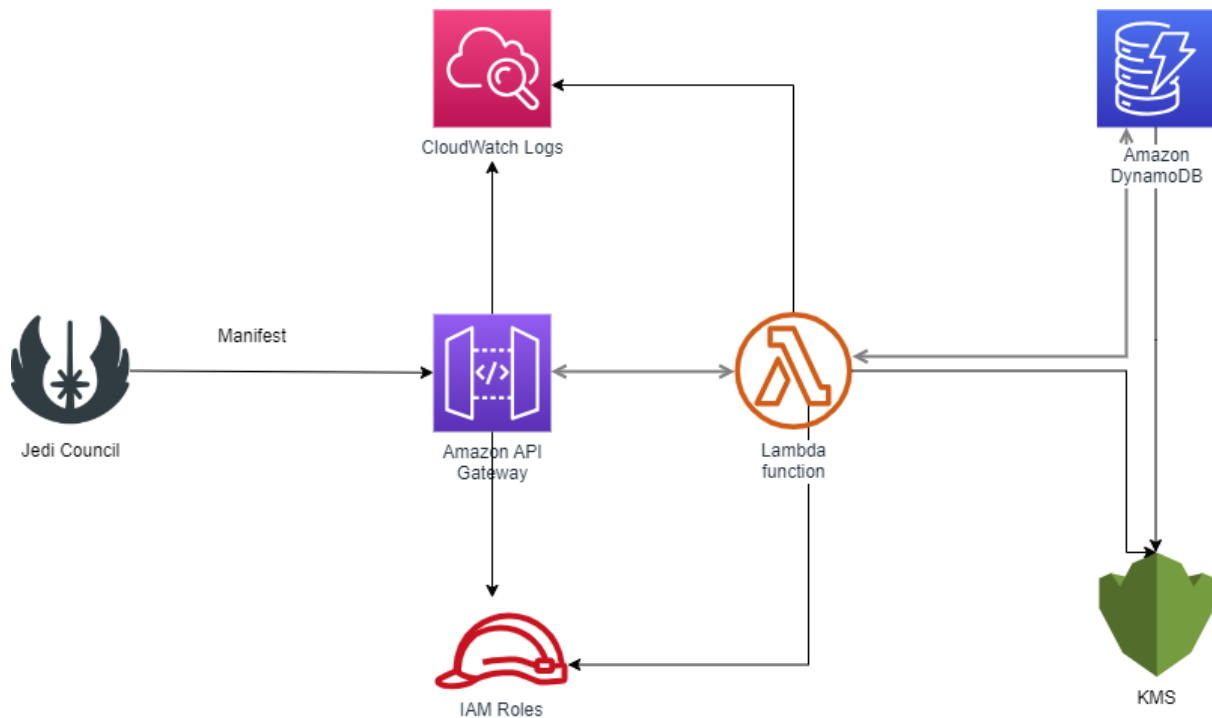 CloudWatch Logs
Amazon
DynamoDB
Manifest
</>
Jedi Council
Amazon API
Gateway
Lambda
function
IAM Roles
KMS